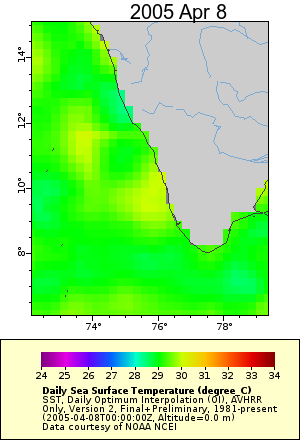 2005 Apr 8
14°
12°
10°
8°
74° 76° 78°
24 25 26 27 28 29 30 31 32 33 34
Daily Sea Surface Temperature (degree_C)
SST, Daily Optimum Interpolation (OI), AVHRR
Only, Version 2, Final+Preliminary, 1981-present
(2005-04-08T00:00:00Z, Altitude=0.0 m)
Data courtesy of NOAA NCEI